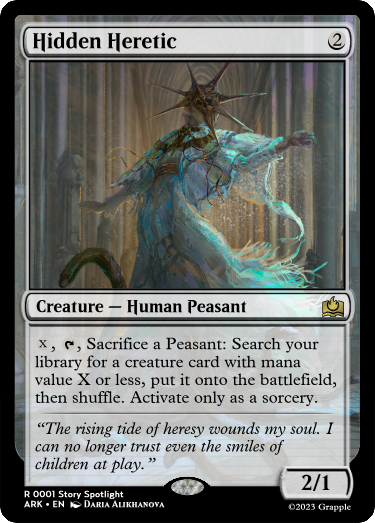 Hidden Heretic 2
Creature — Human Peasant
X, T, Sacrifice a Peasant: Search your
library for a creature card with mana
value X or less, put it onto the battlefield,
then shuffle. Activate only as a sorcery.
“The rising tide of heresy wounds my soul. I
can no longer trust even the smiles of
children at play.”
2/1
R 0001 Story Spotlight
ARK • EN Daria Alikhanova
©2023 Grapple